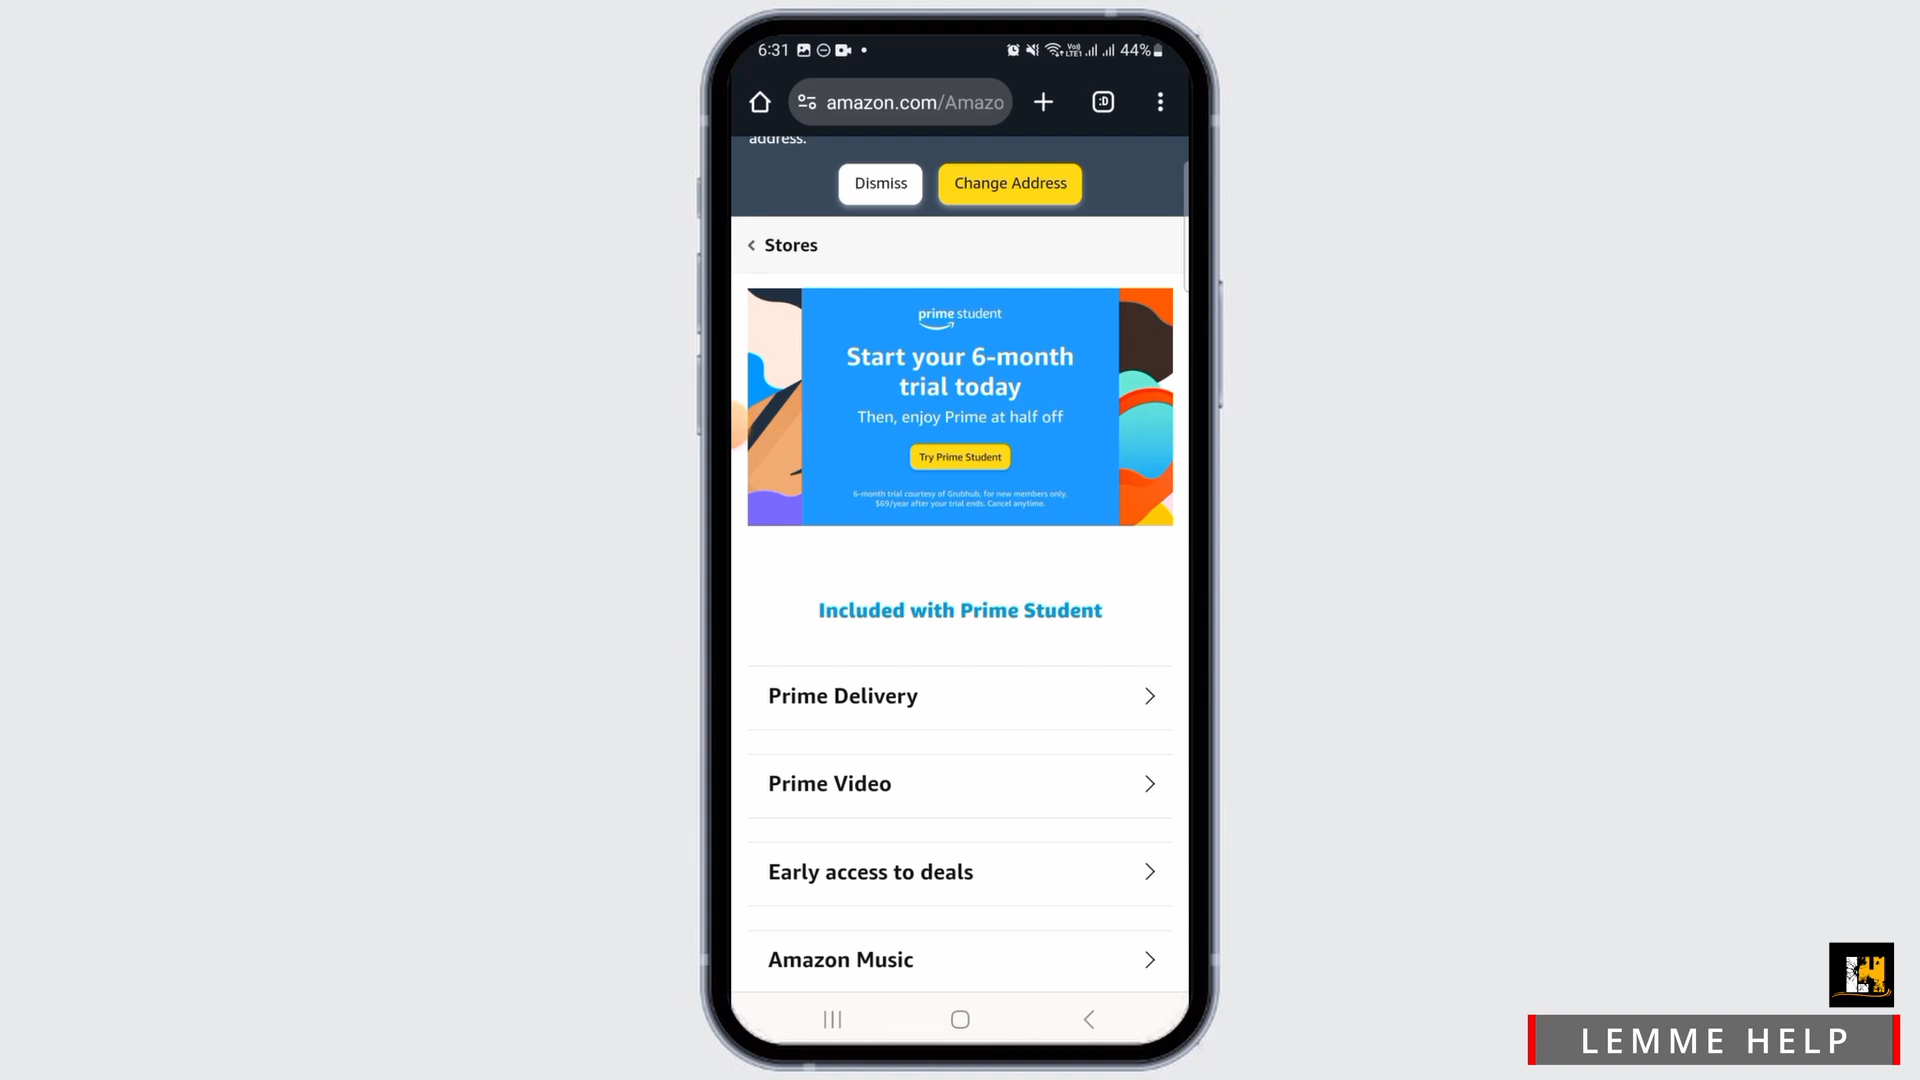 6:31
Vo) LTE1 44%
amazon.com/Amazo
:D
address.
Dismiss
Change Address
Stores
prime student
Start your 6-month
trial today
Then, enjoy Prime at half off
Try Prime Student
6-month trial courtesy of Grubhub, for new members only.
$69/year after your trial ends. Cancel anytime.
Included with Prime Student
Prime Delivery
Prime Video
Early access to deals
Amazon Music
LEMME HELP